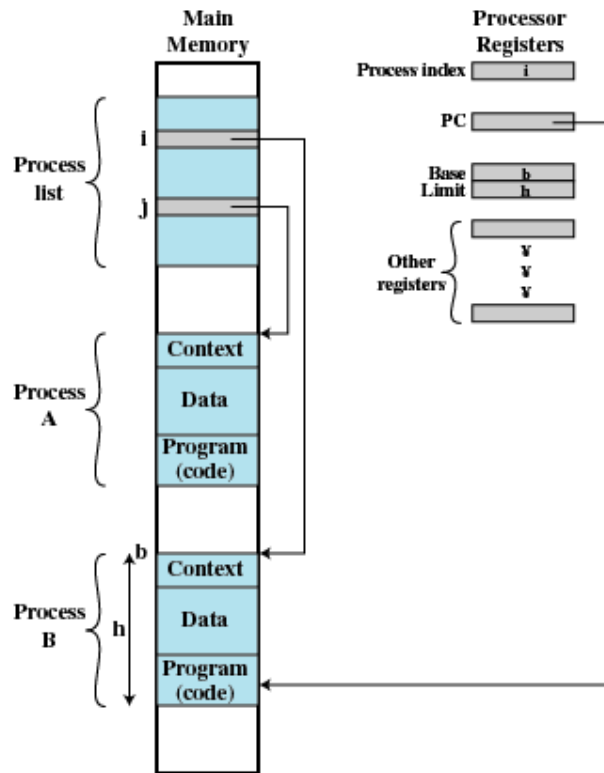 Main
Memory
Processor
Registers
Process index
i
PC
Base
b
Limit
h
Other
registers
¥
¥
¥
Process
list
i
j
Process
A
Context
Data
Program
(code)
Process
B
b
h
Context
Data
Program
(code)